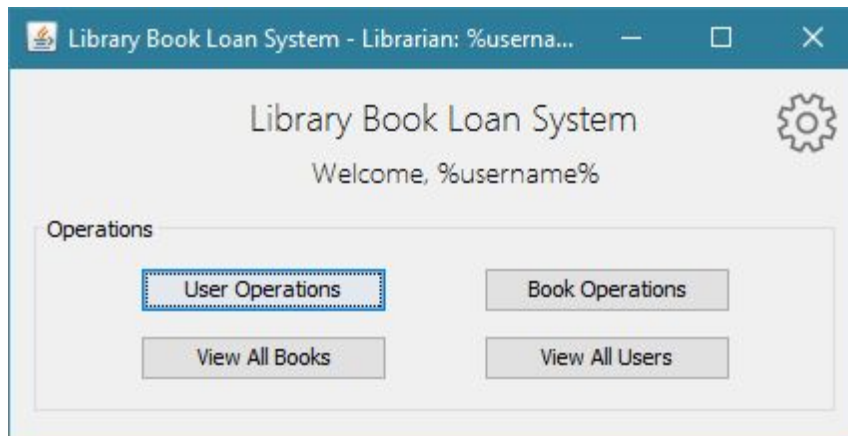 Library Book Loan System - Librarian: %userna...
Library Book Loan System
Welcome, %username%
Operations
User Operations
Book Operations
View All Books
View All Users